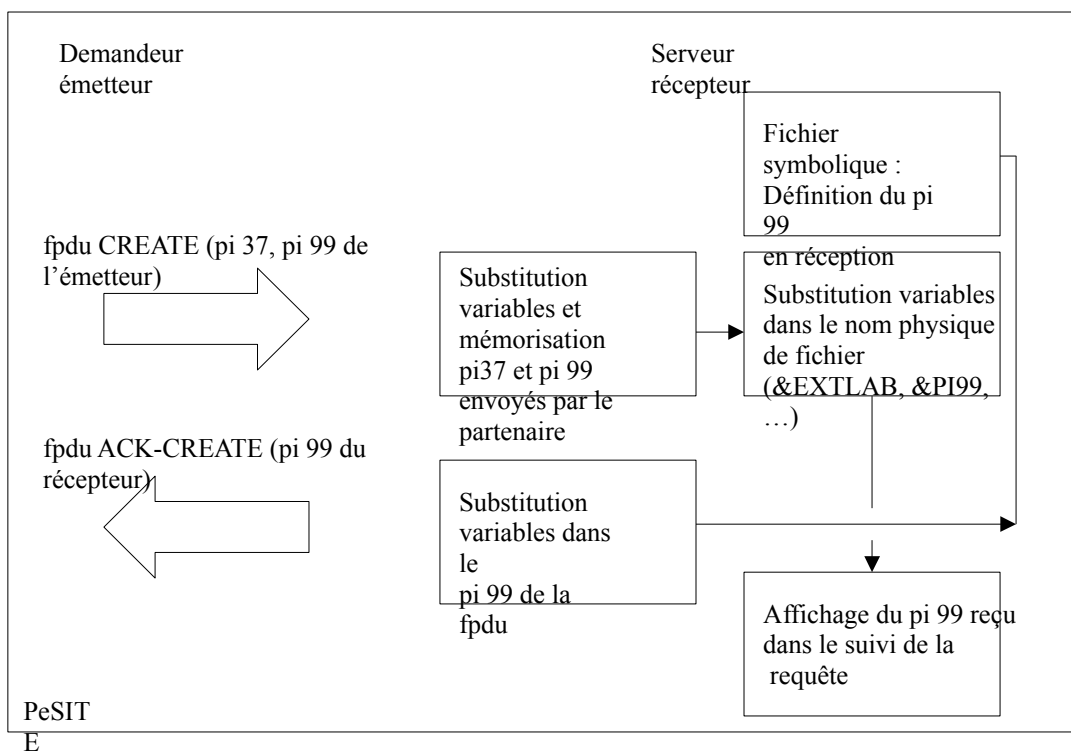 Demandeur
émetteur
Serveur
récepteur
Fichier
symbolique :
Définition du pi
99
en réception
fpdu CREATE (pi 37, pi 99 de
l’émetteur)
Substitution
variables et
mémorisation
pi37 et pi 99
envoyés par le
partenaire
Substitution variables
dans le nom physique
de fichier
(&EXTLAB, &PI99,
…)
fpdu ACK-CREATE (pi 99 du
récepteur)
Substitution
variables dans
le
pi 99 de la
fpdu
Affichage du pi 99 reçu
dans le suivi de la
requête
PeSIT
E